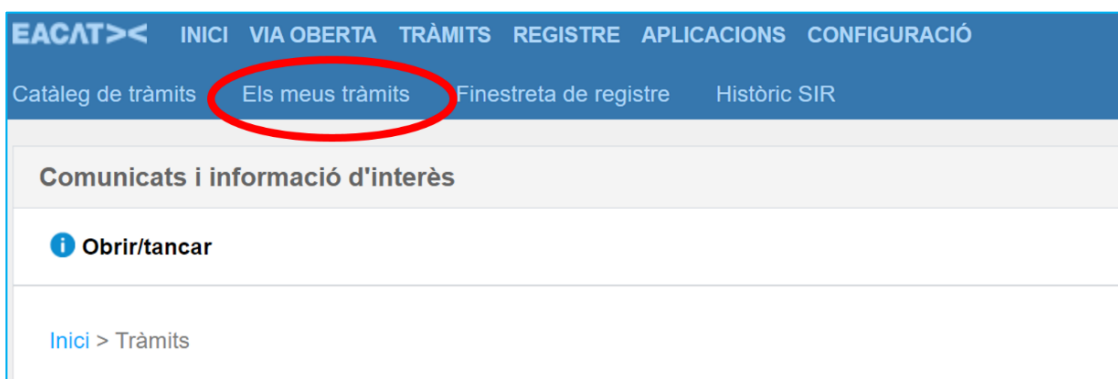 EACAT>< INICI VIA OBERTA TRÀMITS REGISTRE APLICACIONS CONFIGURACIÓ
Catàleg de tràmits Els meus tràmits Finestreta de registre Històric SIR
Comunicats i informació d'interès
Obrir/tancar
Inici > Tràmits